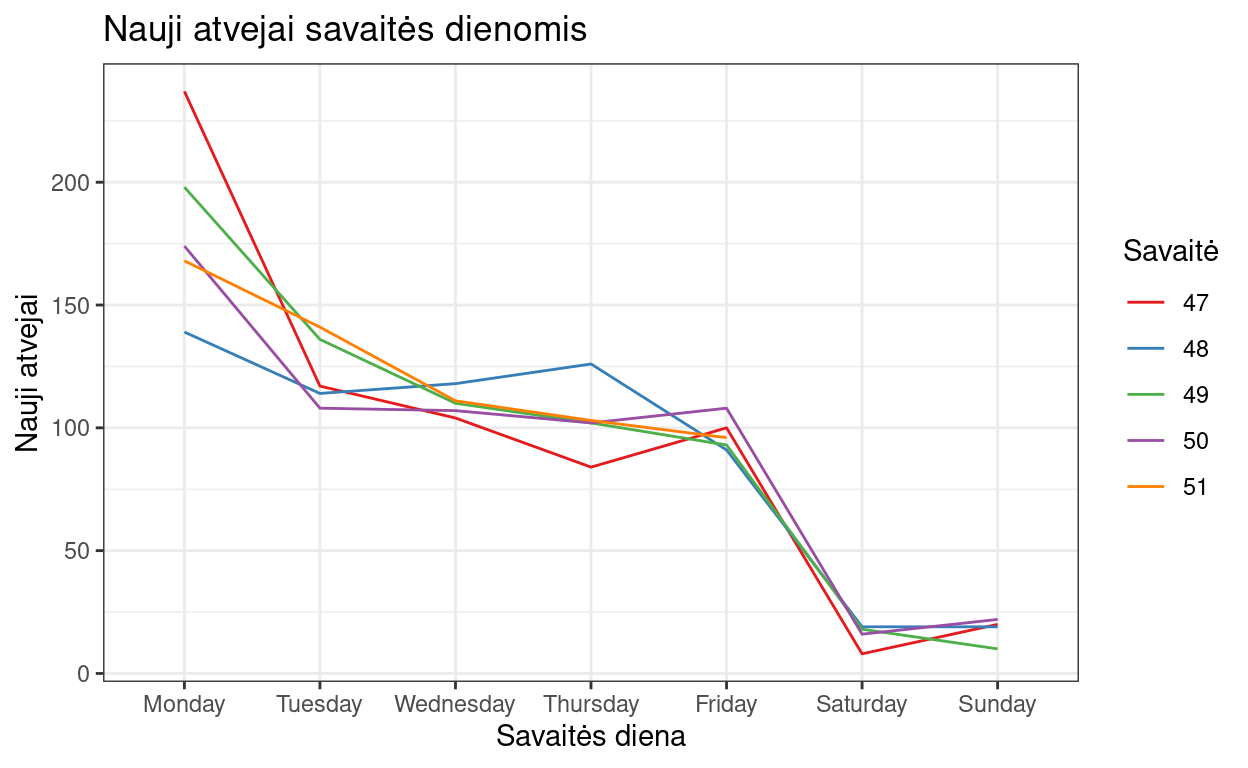 Nauji atvejai savaitės dienomis
Nauji atvejai
200
150
100
50
0
Monday Tuesday Wednesday Thursday Friday Saturday Sunday
Savaitės diena
Savaitė
47
48
49
50
51